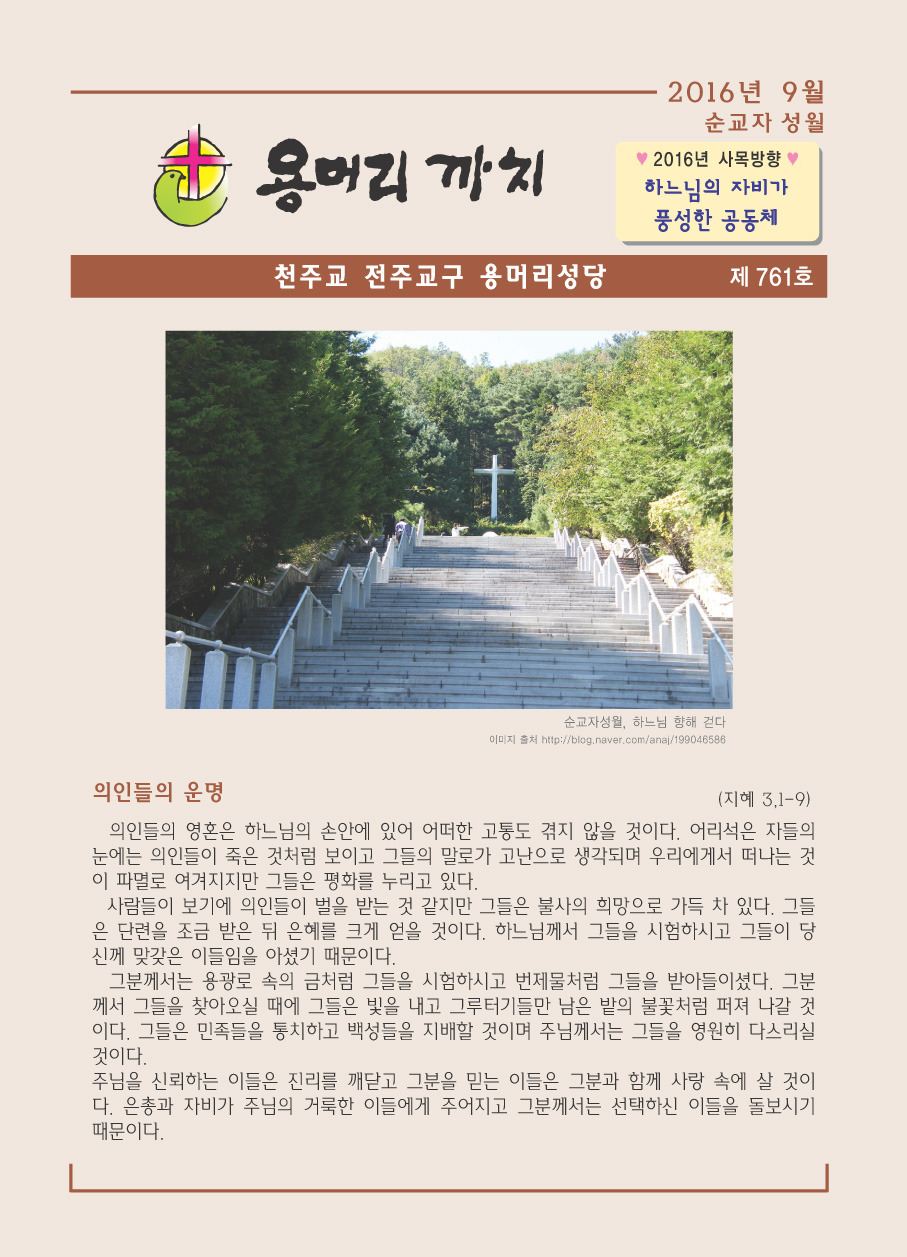 2016년 9월
순교자 성월
용머리 까치
♥ 2016년 사목방향 ♥
하느님의 자비가
풍성한 공동체
천주교 전주교구 용머리성당 제 761호
순교자성월, 하느님 향해 걷다
이미지 출처 http://blog.naver.com/anaj/199046586
의인들의 운명 (지혜 3,1-9)
의인들의 영혼은 하느님의 손안에 있어 어떠한 고통도 겪지 않을 것이다. 어리석은 자들의
눈에는 의인들이 죽은 것처럼 보이고 그들의 말로가 고난으로 생각되며 우리에게서 떠나는 것
이 파멸로 여겨지지만 그들은 평화를 누리고 있다.
사람들이 보기에 의인들이 벌을 받는 것 같지만 그들은 불사의 희망으로 가득 차 있다. 그들
은 단련을 조금 받은 뒤 은혜를 크게 얻을 것이다. 하느님께서 그들을 시험하시고 그들이 당
신께 맞갖은 이들임을 아셨기 때문이다.
그분께서는 용광로 속의 금처럼 그들을 시험하시고 번제물처럼 그들을 받아들이셨다. 그분
께서 그들을 찾아오실 때에 그들은 빛을 내고 그루터기들만 남은 밭의 불꽃처럼 퍼져 나갈 것
이다. 그들은 민족들을 통치하고 백성들을 지배할 것이며 주님께서는 그들을 영원히 다스리실
것이다.
주님을 신뢰하는 이들은 진리를 깨닫고 그분을 믿는 이들은 그분과 함께 사랑 속에 살 것이
다. 은총과 자비가 주님의 거룩한 이들에게 주어지고 그분께서는 선택하신 이들을 돌보시기
때문이다.